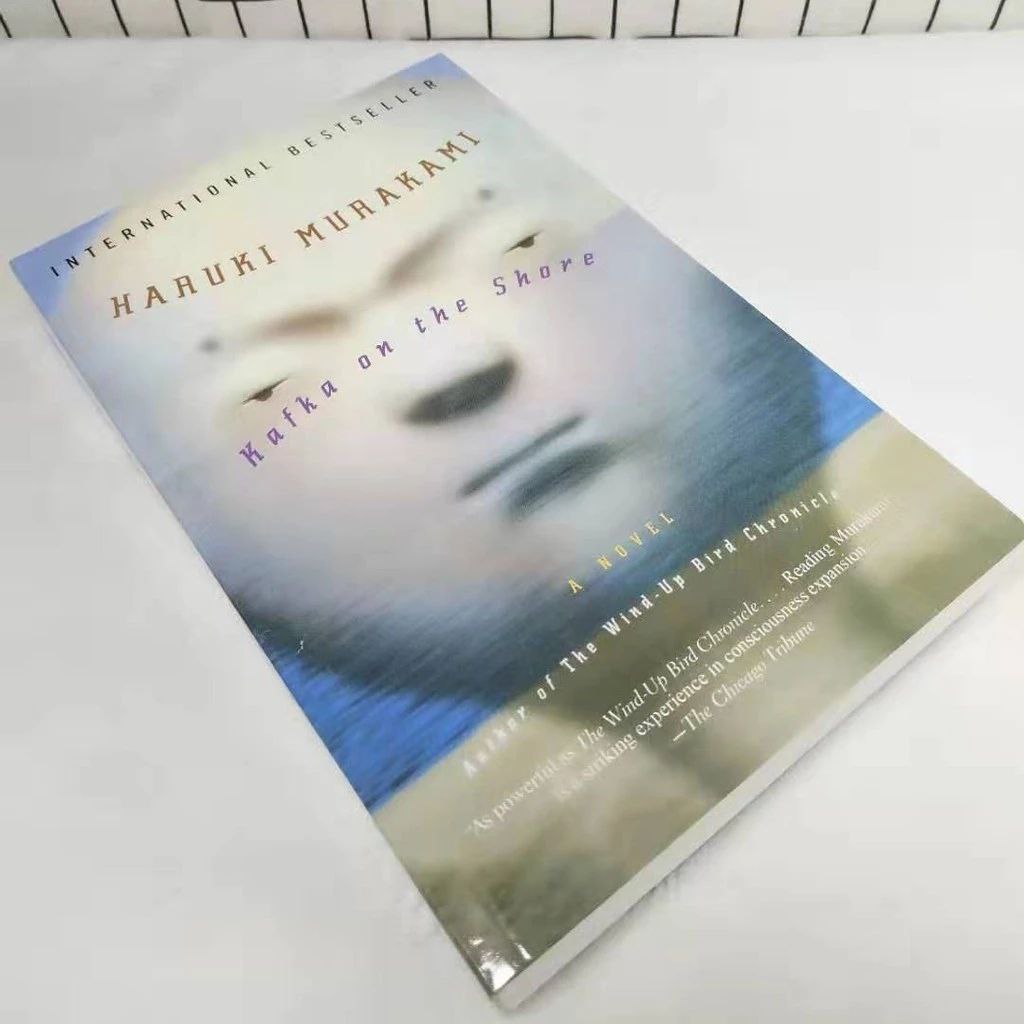 INTERNATIONAL BESTSELLER
HARUKI MURAKAMI
Kafka on the Shore
A NOVEL
Author of The Wind-Up Bird Chronicle
"As powerful as The Wind-Up Bird Chronicle. . . . Reading Murakami
is a striking experience in consciousness expansion
—The Chicago Tribune